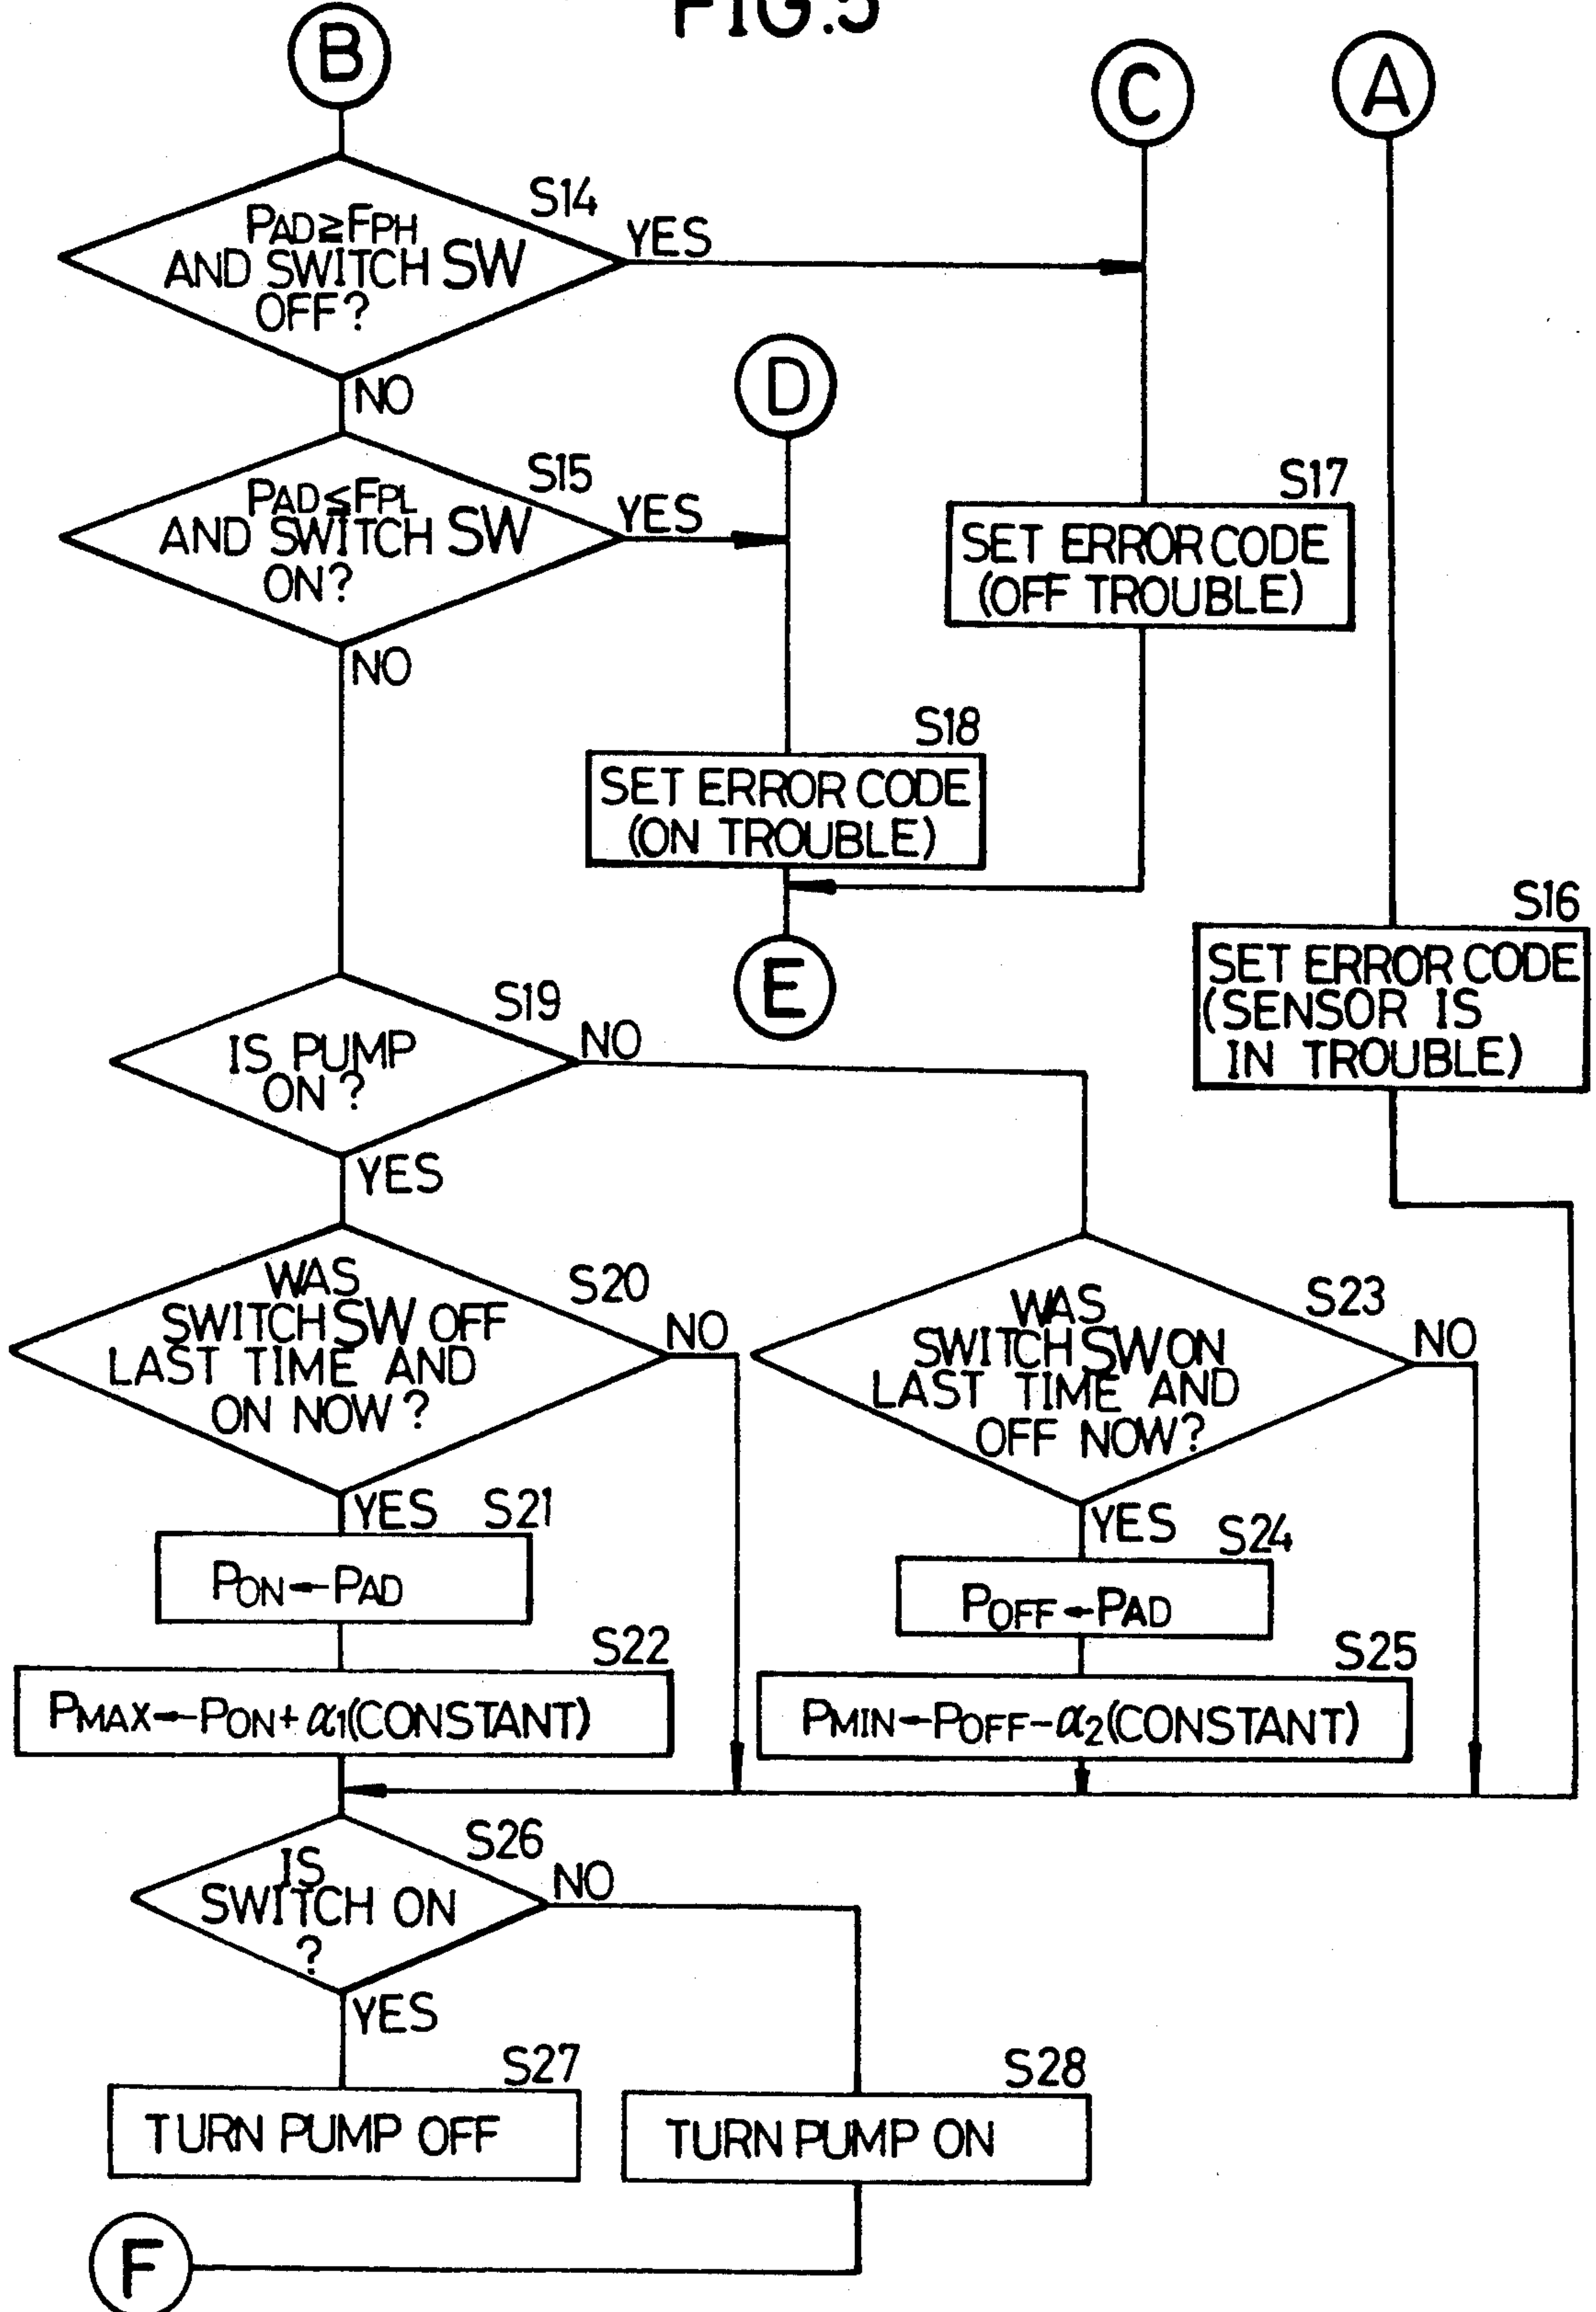 FIG.5
B
C
A
S14
PAD≧FPH
AND SWITCH SW
OFF?
YES
NO
D
S15
PAD≦FPL
AND SWITCH SW
ON?
YES
NO
S17
SET ERROR CODE
(OFF TROUBLE)
S18
SET ERROR CODE
(ON TROUBLE)
E
S16
SET ERROR CODE
(SENSOR IS
IN TROUBLE)
S19
IS PUMP
ON?
NO
YES
S20
WAS
SWITCH SW OFF
LAST TIME AND
ON NOW?
NO
YES
S23
WAS
SWITCH SW ON
LAST TIME AND
OFF NOW?
NO
YES
S21
PON←PAD
S24
POFF←PAD
S22
PMAX←PON+α1(CONSTANT)
S25
PMIN←POFF-α2(CONSTANT)
S26
IS
SWITCH ON
?
NO
YES
S27
TURN PUMP OFF
S28
TURN PUMP ON
F